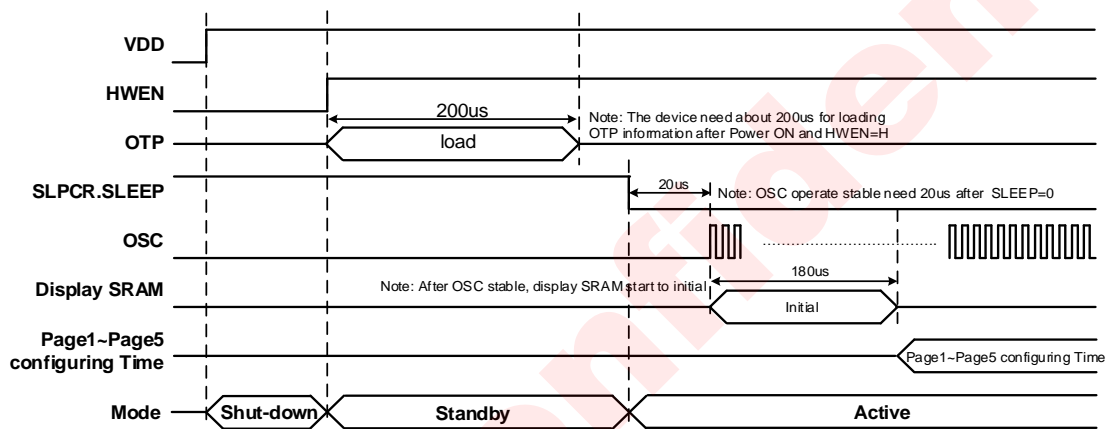 VDD
HWEN
200us
Note: The device need about 200us for loading
OTP information after Power ON and HWEN=H
OTP
load
SLPCR.SLEEP
20us
Note: OSC operate stable need 20us after SLEEP=0
OSC
180us
Display SRAM
Note: After OSC stable, display SRAM start to initial
Initial
Page1~Page5
configuring Time
Page1~Page5 configuring Time
Mode
Shut-down
Standby
Active